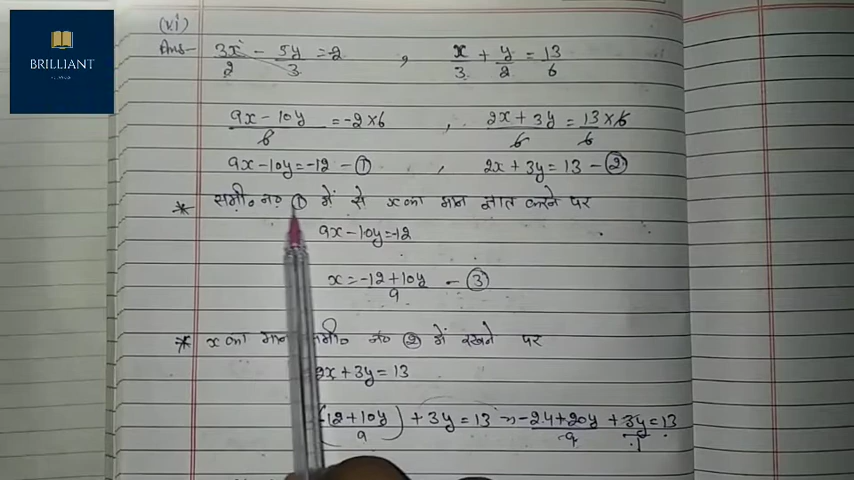 BRILLIANT
(vi)
Ans- 3x/2 - 5y/3 = -2 , x/3 + y/2 = 13/6
9x - 10y/6 = -2×6 , 2x + 3y/6 = 13×6/6
9x - 10y = -12 - ① , 2x + 3y = 13 - ②
* समी० न० ① में से x का मान ज्ञात करने पर
9x - 10y = -12
x = -12+10y/9 - ③
* x का मान समी० न० ② में रखने पर
2x + 3y = 13
(-12+10y/9) + 3y = 13 ⇒ -24+20y/9 + 3y/1 = 13